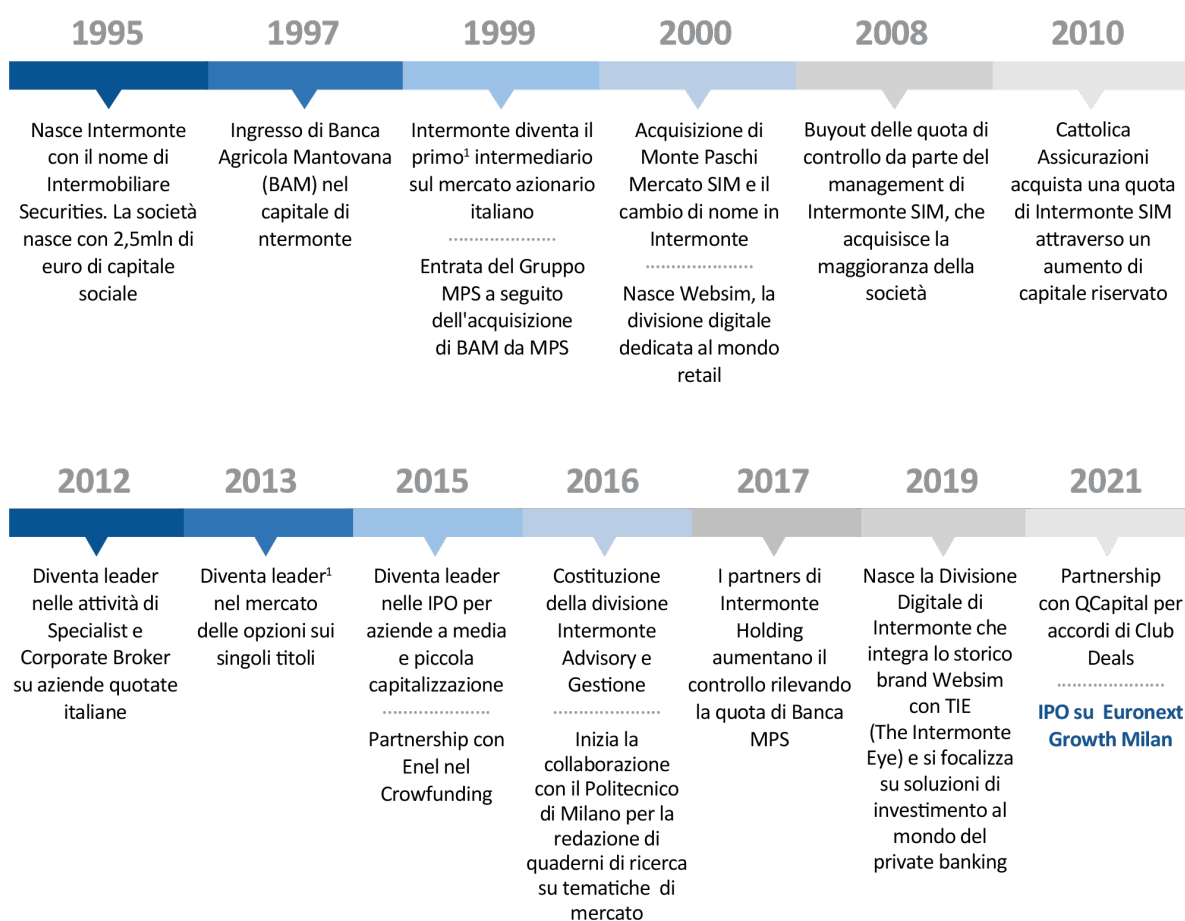 1995
Nasce Intermonte
con il nome di
Intermobiliare
Securities. La società
nasce con 2,5mln di
euro di capitale
sociale
1997
Ingresso di Banca
Agricola Mantovana
(BAM) nel
capitale di
ntermonte
1999
Intermonte diventa il
primo¹ intermediario
sul mercato azionario
italiano
Entrata del Gruppo
MPS a seguito
dell'acquisizione
di BAM da MPS
2000
Acquisizione di
Monte Paschi
Mercato SIM e il
cambio di nome in
Intermonte
Nasce Websim, la
divisione digitale
dedicata al mondo
retail
2008
Buyout delle quota di
controllo da parte del
management di
Intermonte SIM, che
acquisisce la
maggioranza della
società
2010
Cattolica
Assicurazioni
acquista una quota
di Intermonte SIM
attraverso un
aumento di
capitale riservato
2012
Diventa leader
nelle attività di
Specialist e
Corporate Broker
su aziende quotate
italiane
2013
Diventa leader¹
nel mercato
delle opzioni sui
singoli titoli
2015
Diventa leader
nelle IPO per
aziende a media
e piccola
capitalizzazione
Partnership con
Enel nel
Crowfunding
2016
Costituzione
della divisione
Intermonte
Advisory e
Gestione
Inizia la
collaborazione
con il Politecnico
di Milano per la
redazione di
quaderni di ricerca
su tematiche di
mercato
2017
I partners di
Intermonte
Holding
aumentano il
controllo rilevando
la quota di Banca
MPS
2019
Nasce la Divisione
Digitale di
Intermonte che
integra lo storico
brand Websim
con TIE
(The Intermonte
Eye) e si focalizza
su soluzioni di
investimento al
mondo del
private banking
2021
Partnership
con QCapital per
accordi di Club
Deals
IPO su Euronext
Growth Milan